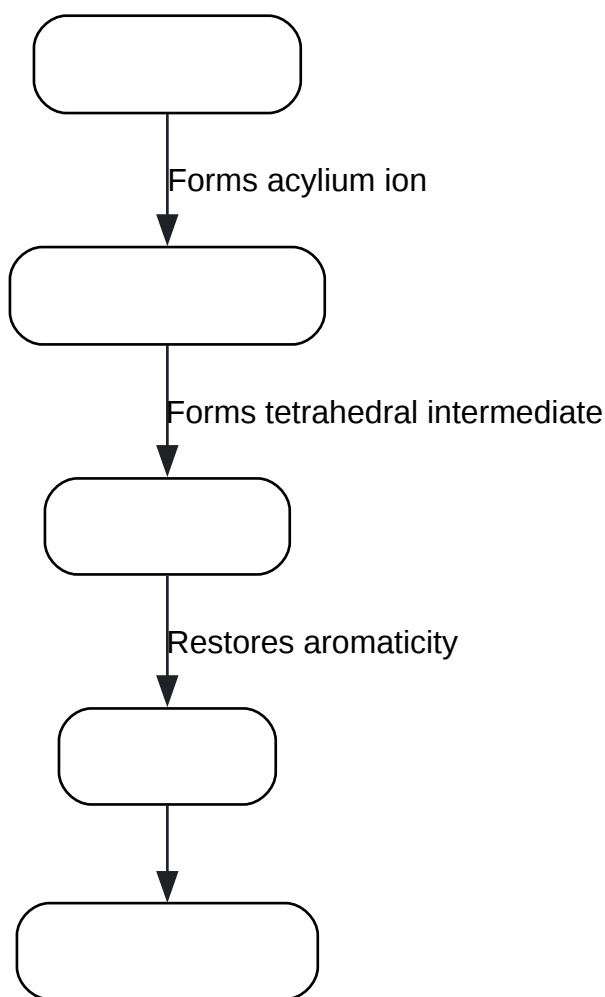 Forms acylium ion
Forms tetrahedral intermediate
Restores aromaticity